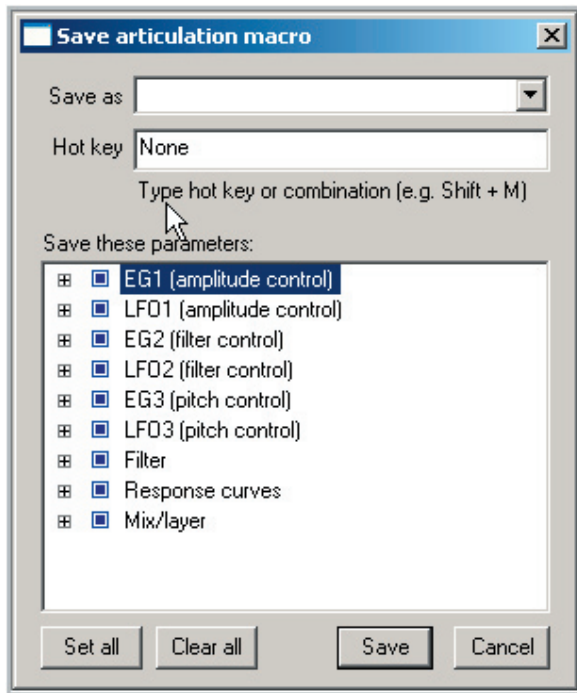 Save articulation macro
Save as
Hot key None
Type hot key or combination (e.g. Shift + M)
Save these parameters:
EG1 (amplitude control)
LFO1 (amplitude control)
EG2 (filter control)
LFO2 (filter control)
EG3 (pitch control)
LFO3 (pitch control)
Filter
Response curves
Mix/layer
Set all Clear all Save Cancel